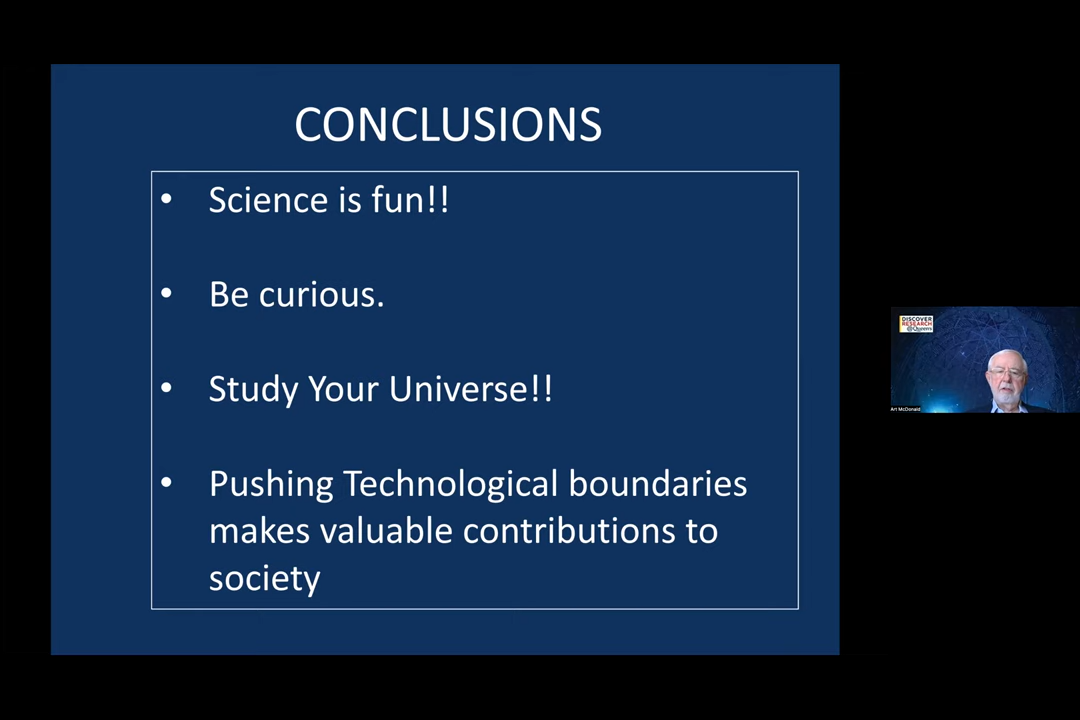 CONCLUSIONS
• Science is fun!!
• Be curious.
• Study Your Universe!!
• Pushing Technological boundaries
makes valuable contributions to
society
DISCOVER
RESEARCH
@Queens
Art McDonald